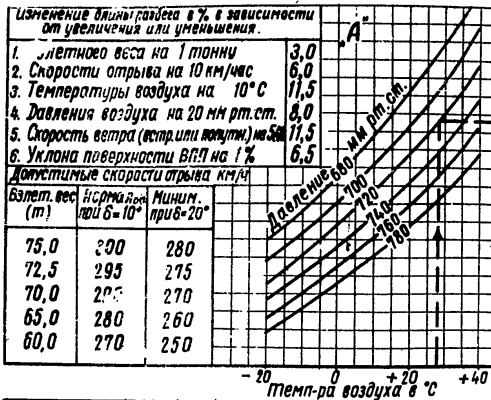 Изменение длины разбега в % в зависимости
от увеличения или уменьшения.
1. злетного веса на 1 тонну 3,0
2. Скорости отрыва на 10 км/час 6,0
3. Температуры воздуха на 10°C 11,5
4. Давления воздуха на 20 мм рт.ст. 8,0
5. Скорость ветра (встр. или попутн.) на 11,5
6. Уклона поверхности ВПП на 1 % 6,5
Допустимые скорости отрыва км/ч
Взлет. вес (т) при б=10° Миним. при б=20°
75,0 300 280
72,5 295 275
70,0 270
65,0 280 260
60,0 270 250
„А"
Давление мм рт.ст.
680
700
720
740
760
780
-20 0 +20 +40
Темп-ра воздуха в °C